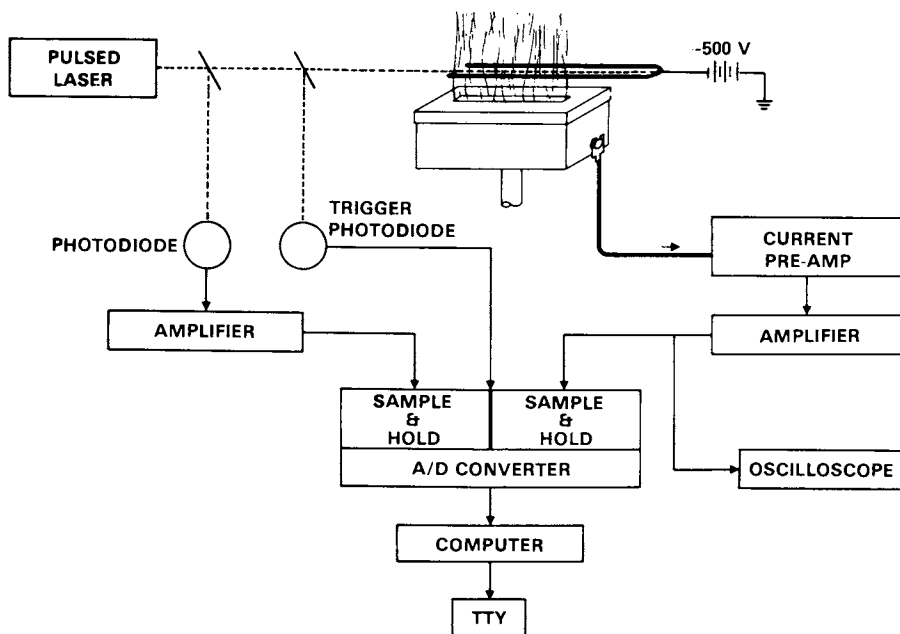 PULSED
LASER
-500 V
PHOTODIODE
TRIGGER
PHOTODIODE
CURRENT
PRE-AMP
AMPLIFIER
AMPLIFIER
SAMPLE
&
HOLD
SAMPLE
&
HOLD
A/D CONVERTER
OSCILLOSCOPE
COMPUTER
TTY